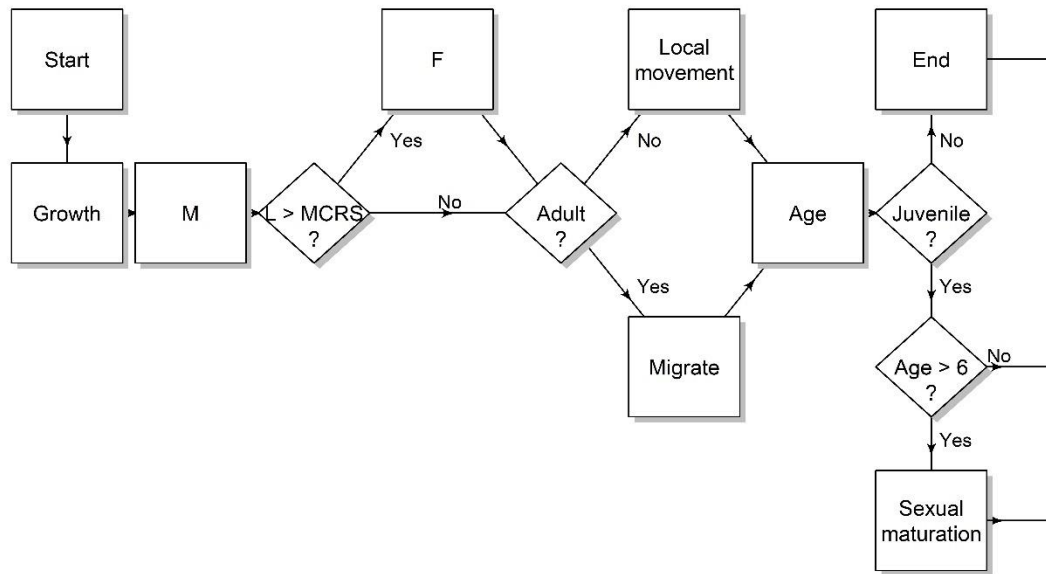 Start
F
Local
movement
End
Yes
No
No
Growth
M
L > MCRS
?
No
Adult
?
Age
Juvenile
?
Yes
Yes
Migrate
Age > 6
?
No
Yes
Sexual
maturation